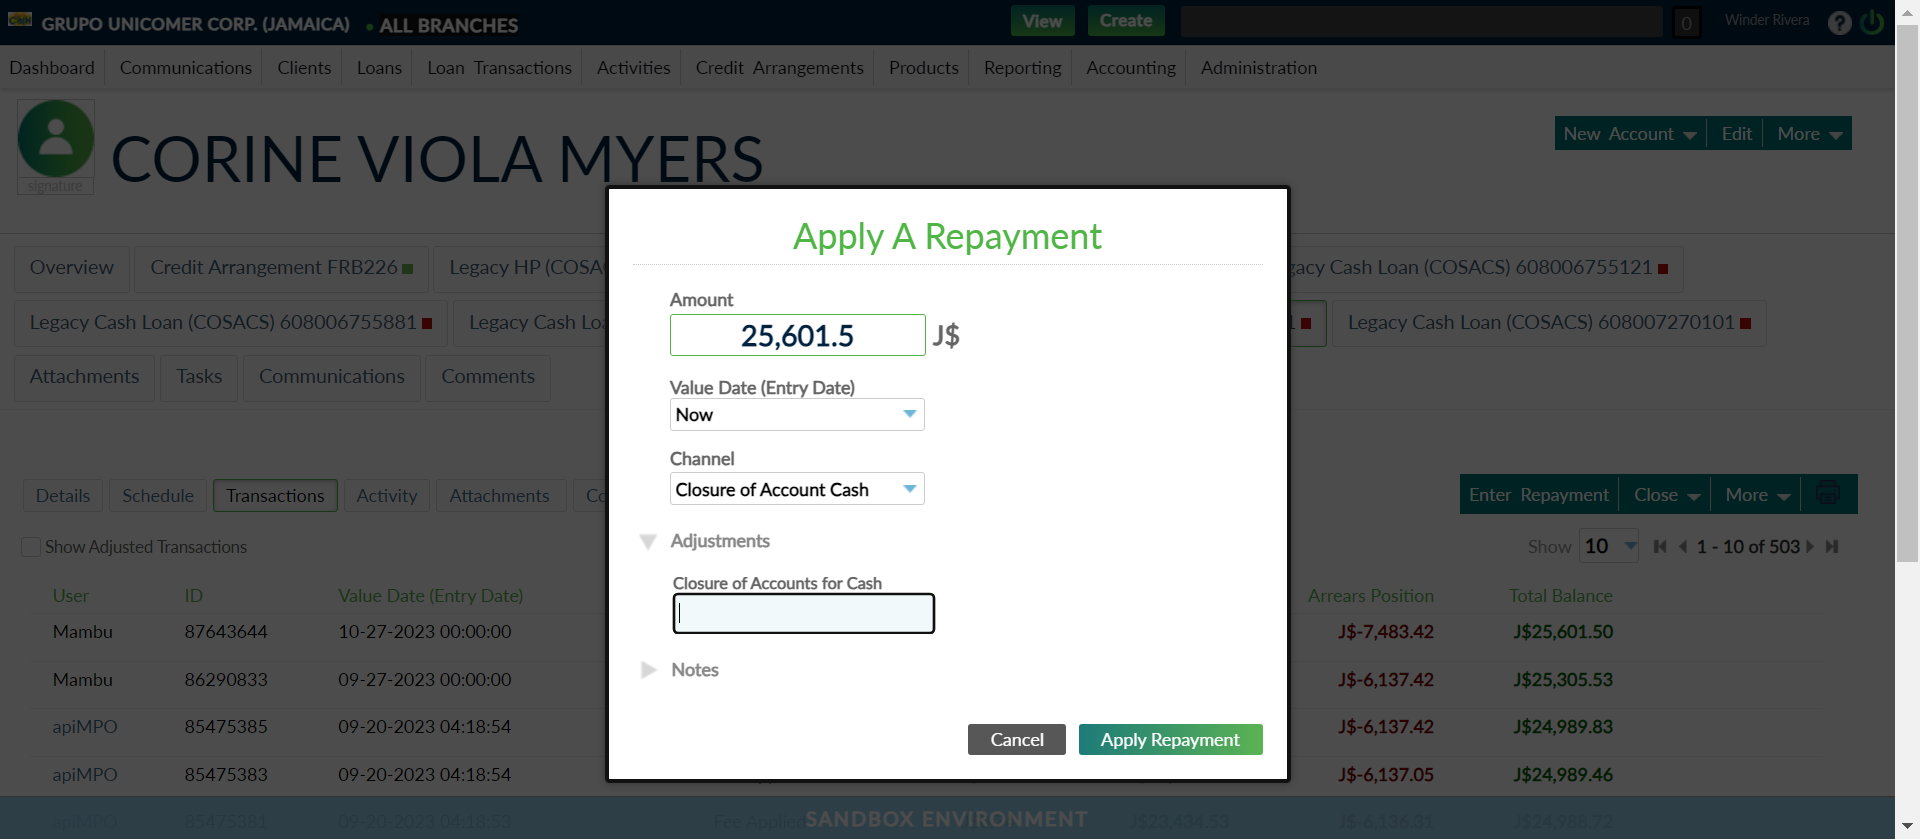 GRUPO UNICOMER CORP. (JAMAICA) ALL BRANCHES View Create 0 Winder Rivera ?
Dashboard Communications Clients Loans Loan Transactions Activities Credit Arrangements Products Reporting Accounting Administration
signature CORINE VIOLA MYERS New Account Edit More
Apply A Repayment
Overview Credit Arrangement FRB226 Legacy HP (COSA gacy Cash Loan (COSACS) 608006755121
Amount
Legacy Cash Loan (COSACS) 608006755881 Legacy Cash Loa 25,601.5 J$ 1 Legacy Cash Loan (COSACS) 608007270101
Attachments Tasks Communications Comments
Value Date (Entry Date)
Now
Channel
Closure of Account Cash
Details Schedule Transactions Activity Attachments Co Enter Repayment Close More
Adjustments
Show Adjusted Transactions Show 10 1 - 10 of 503
Closure of Accounts for Cash
User ID Value Date (Entry Date) Arrears Position Total Balance
Mambu 87643644 10-27-2023 00:00:00 J$-7,483.42 J$25,601.50
Notes
Mambu 86290833 09-27-2023 00:00:00 J$-6,137.42 J$25,305.53
apiMPO 85475385 09-20-2023 04:18:54 J$-6,137.42 J$24,989.83
Cancel Apply Repayment
apiMPO 85475383 09-20-2023 04:18:54 J$-6,137.05 J$24,989.46
apiMPO 85475381 09-20-2023 04:18:53 Fee Applied SANDBOX ENVIRONMENT J$23,434.53 J$-6,136.31 J$24,988.72